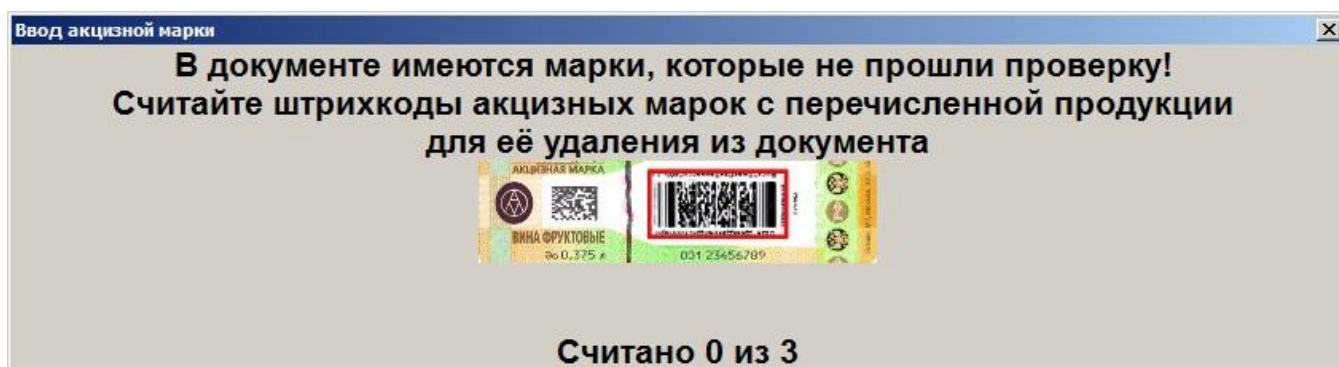 Ввод акцизной марки
В документе имеются марки, которые не прошли проверку!
Считайте штрихкоды акцизных марок с перечисленной продукции
для её удаления из документа
АКЦИЗНАЯ МАРКА
ВИНА ФРУКТОВЫЕ
до 0,375 л
031 23456789
Считано 0 из 3